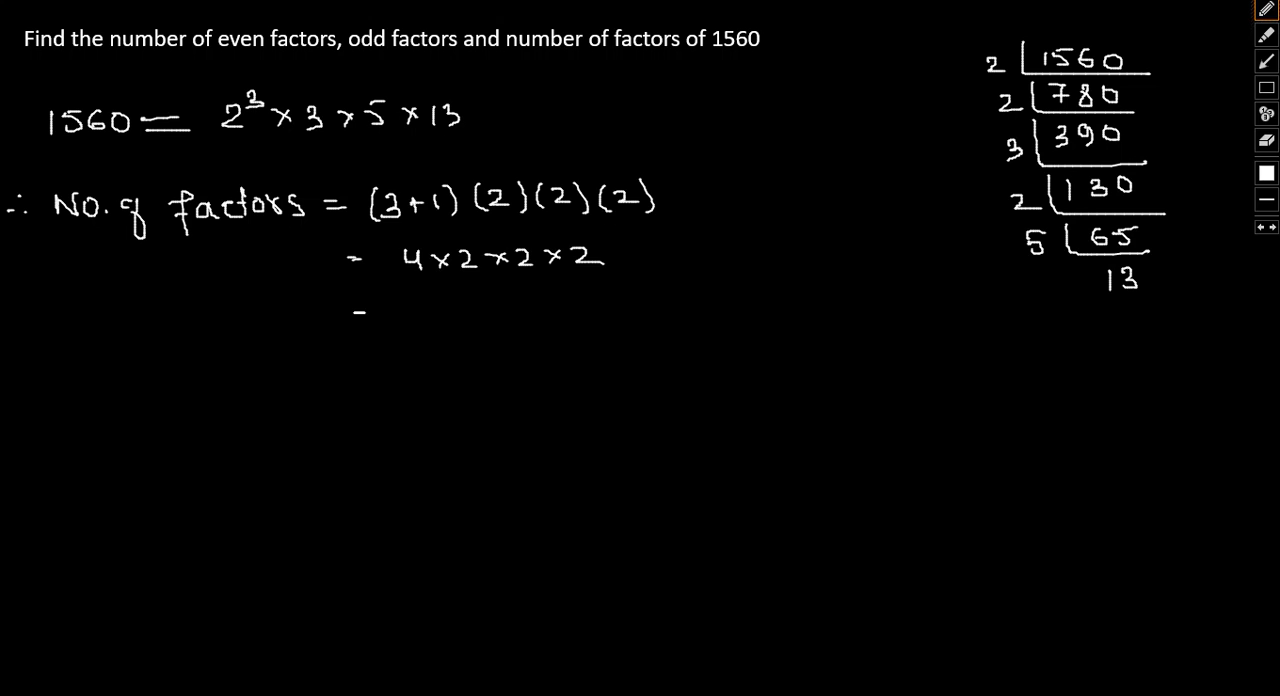 Find the number of even factors, odd factors and number of factors of 1560
1560 = 2³ × 3 × 5 × 13
∴ No. of factors = (3+1) (2)(2)(2)
= 4 × 2 × 2 × 2
=
2 | 1560
2 | 780
3 | 390
2 | 130
5 | 65
13